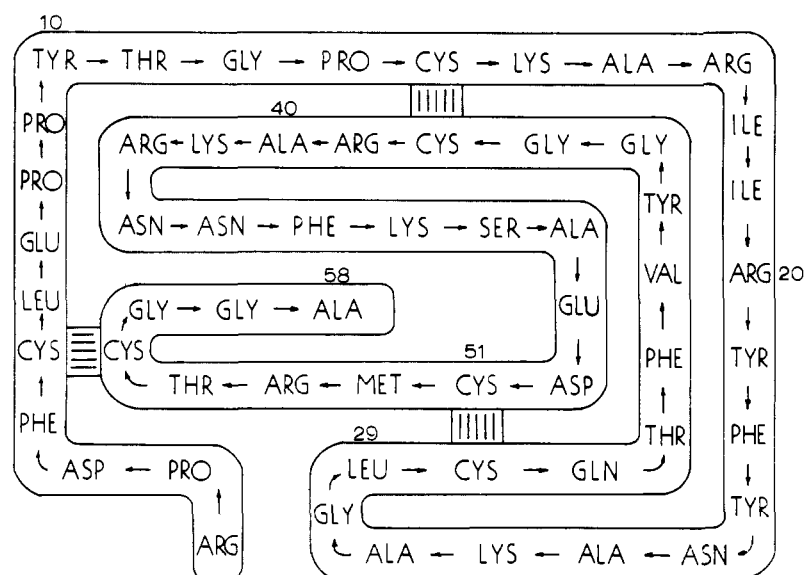 10
TYR THR GLY PRO CYS LYS ALA ARG
40
PRO ILE
ARG LYS ALA ARG CYS GLY GLY
PRO ILE
TYR
ASN ASN PHE LYS SER ALA
GLU
58
VAL ARG 20
LEU GLY GLY ALA GLU
51
CYS CYS PHE TYR
THR ARG MET CYS ASP
PHE 29 THR PHE
ASP PRO LEU CYS GLN
GLY TYR
ARG ALA LYS ALA ASN